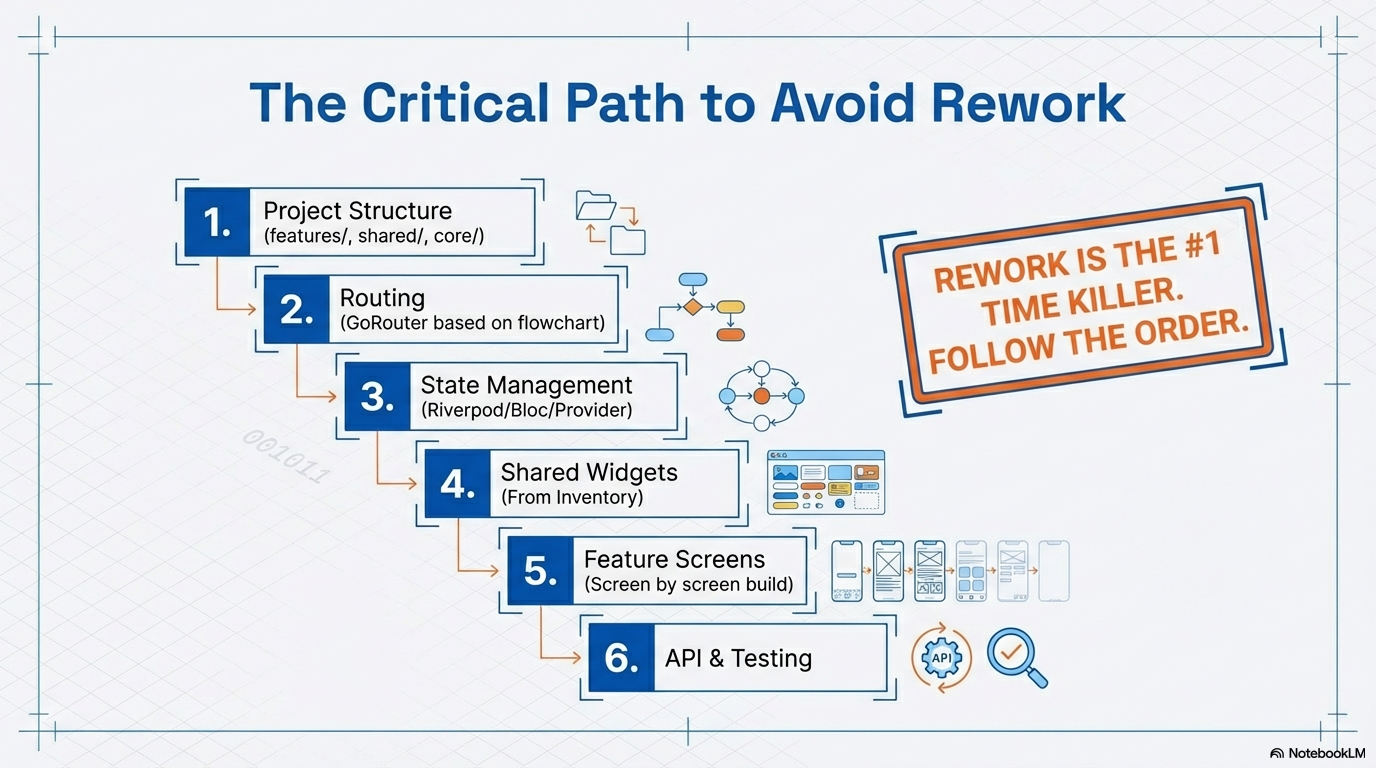 The Critical Path to Avoid Rework
1. Project Structure
(features/, shared/, core/)
2. Routing
(GoRouter based on flowchart)
3. State Management
(Riverpod/Bloc/Provider)
4. Shared Widgets
(From Inventory)
5. Feature Screens
(Screen by screen build)
6. API & Testing
API
REWORK IS THE #1
TIME KILLER.
FOLLOW THE ORDER.
001011
NotebookLM